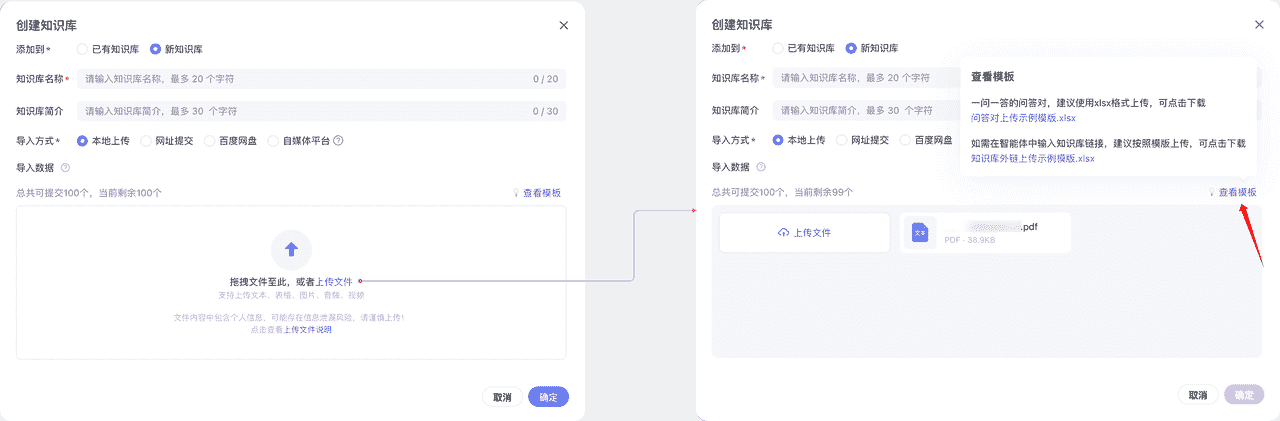 创建知识库
添加到*
已有知识库
新知识库
知识库名称*
请输入知识库名称，最多 20 个字符
0 / 20
知识库简介
请输入知识库简介，最多 30 个字符
0 / 30
导入方式*
本地上传
网址提交
百度网盘
自媒体平台
导入数据
总共可提交100个，当前剩余100个
查看模板
拖拽文件至此，或者上传文件
支持上传文本、表格、图片、音频、视频
文件内容中包含个人信息，可能存在信息泄漏风险，请谨慎上传！
点击查看上传文件说明
取消
确定
创建知识库
添加到*
已有知识库
新知识库
知识库名称*
请输入知识库名称，最多 20 个字符
知识库简介
请输入知识库简介，最多 30 个字符
导入方式*
本地上传
网址提交
百度网盘
查看模板
一问一答的问答对，建议使用xlsx格式上传，可点击下载
问答对上传示例模版.xlsx
如需在智能体中输入知识库链接，建议按照模版上传，可点击下载
知识库外链上传示例模版.xlsx
导入数据
总共可提交100个，当前剩余99个
查看模板
上传文件
文本
.pdf
PDF - 38.9KB
取消
确定